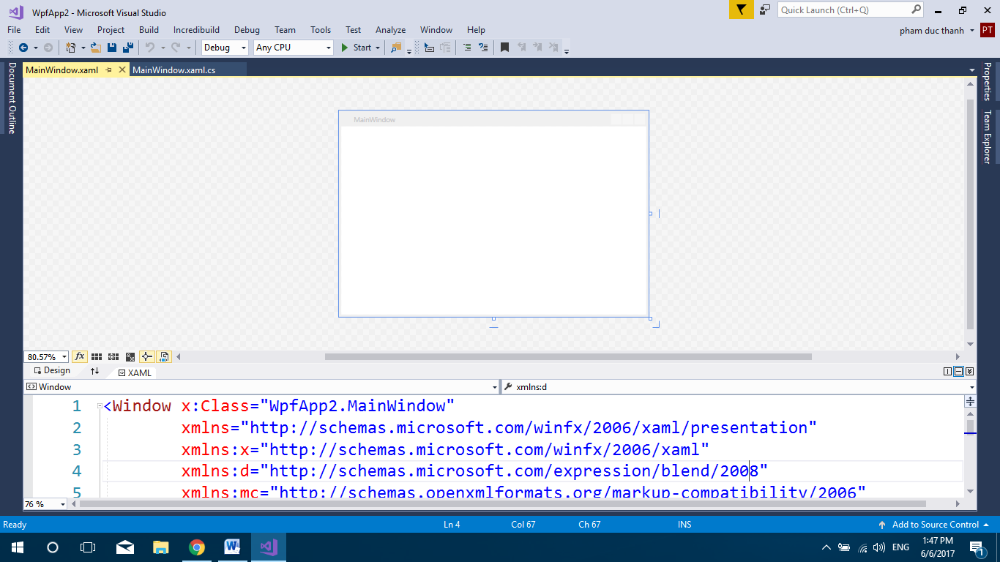 WpfApp2 - Microsoft Visual Studio
Quick Launch (Ctrl+Q)
File Edit View Project Build Incredibuild Debug Team Tools Test Analyze Window Help
pham duc thanh PT
Debug Any CPU Start
Document Outline
MainWindow.xaml MainWindow.xaml.cs
Properties
Team Explorer
MainWindow
80.57% fx
Design XAML
Window xmlns:d
1 <Window x:Class="WpfApp2.MainWindow"
2 xmlns="http://schemas.microsoft.com/winfx/2006/xaml/presentation"
3 xmlns:x="http://schemas.microsoft.com/winfx/2006/xaml"
4 xmlns:d="http://schemas.microsoft.com/expression/blend/2008"
5 xmlns:mc="http://schemas.openxmlformats.org/markup-compatibility/2006"
76 %
Ready Ln 4 Col 67 Ch 67 INS Add to Source Control
ENG 1:47 PM
6/6/2017 1